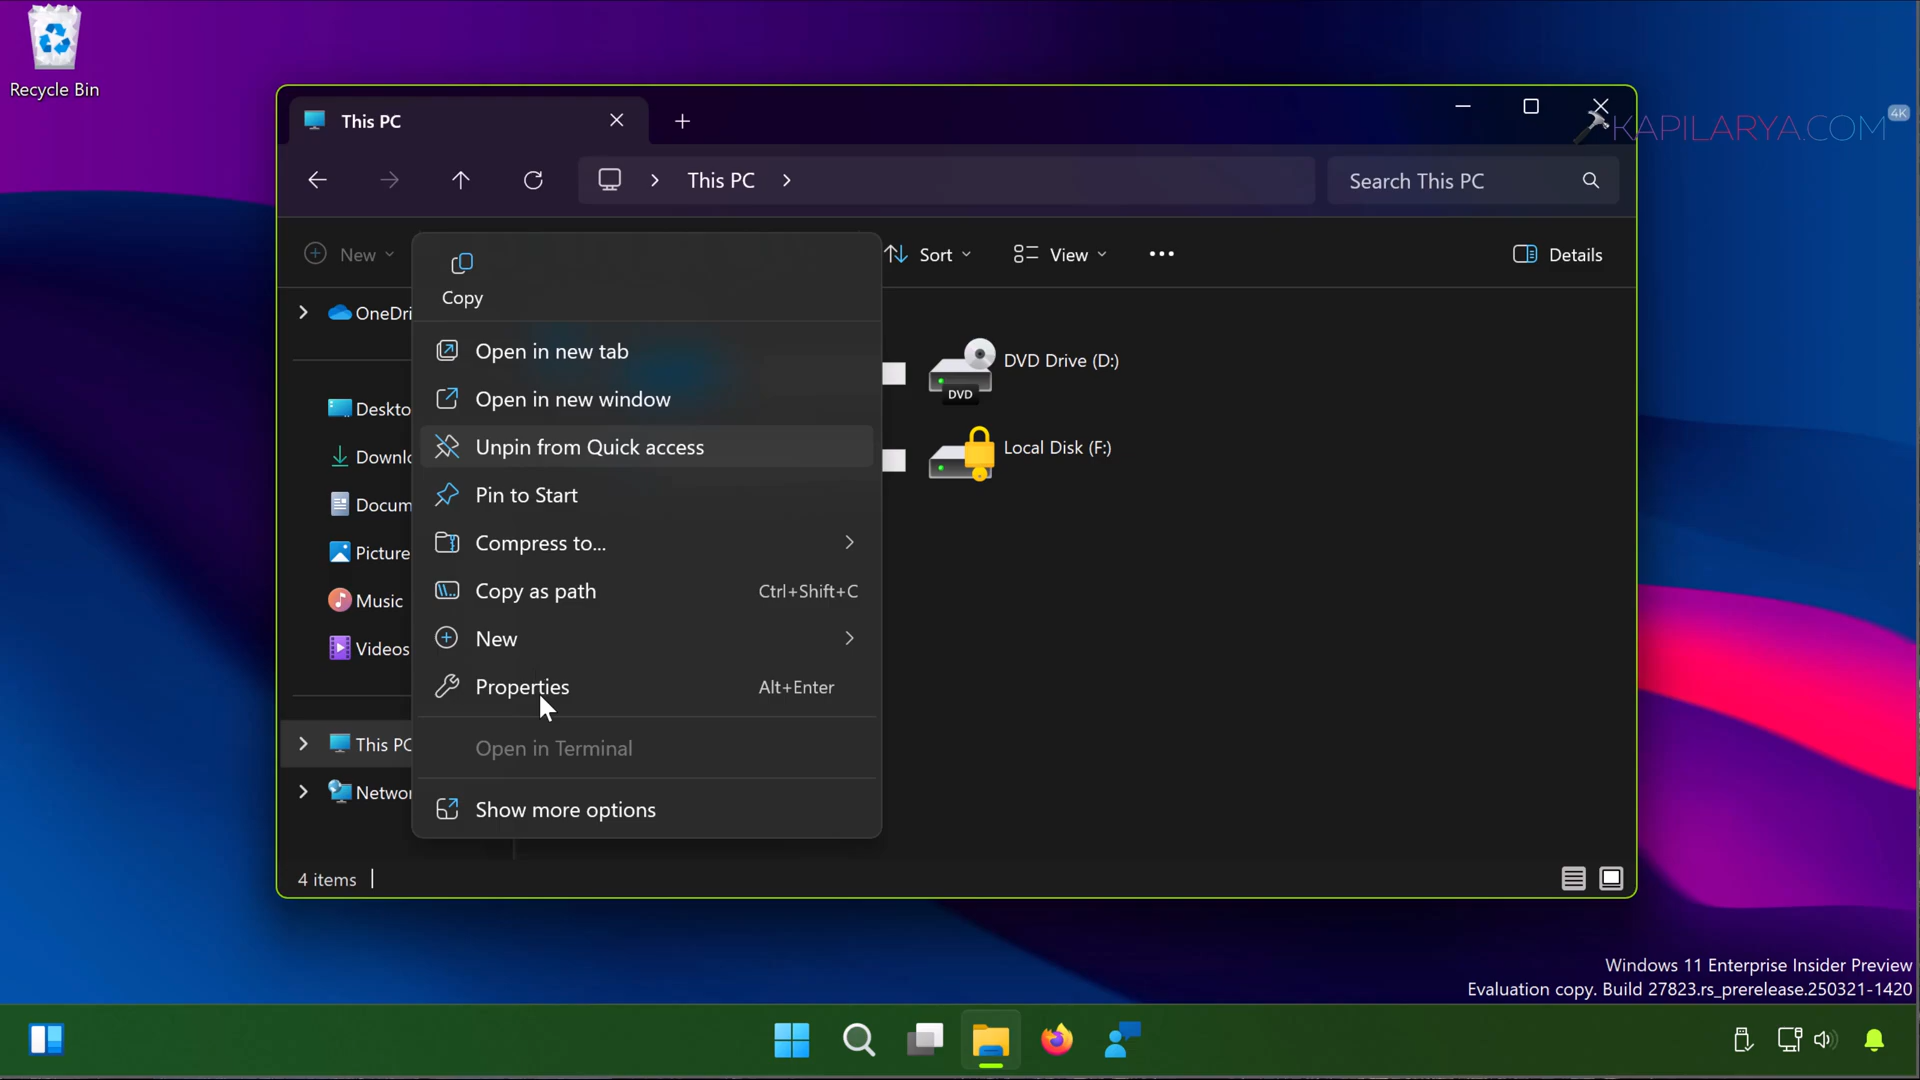 Recycle Bin
This PC
KAPILARYA.COM
4K
This PC
Search This PC
New
Sort
View
Details
Copy
OneDri
Open in new tab
Open in new window
Unpin from Quick access
Pin to Start
Compress to...
Copy as path Ctrl+Shift+C
New
Properties Alt+Enter
Open in Terminal
Show more options
Deskto
Downlo
Docum
Picture
Music
Videos
This PC
Networ
DVD Drive (D:)
DVD
Local Disk (F:)
4 items
Windows 11 Enterprise Insider Preview
Evaluation copy. Build 27823.rs_prerelease.250321-1420